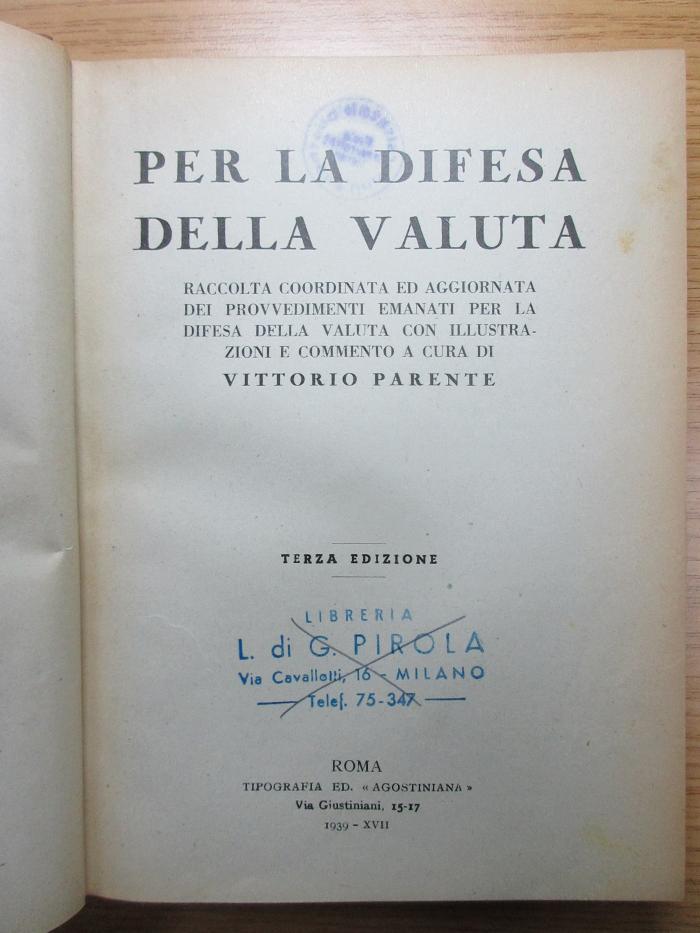 PER LA DIFESA
DELLA VALUTA
RACCOLTA COORDINATA ED AGGIORNATA
DEI PROVVEDIMENTI EMANATI PER LA
DIFESA DELLA VALUTA CON ILLUSTRA-
ZIONI E COMMENTO A CURA DI
VITTORIO PARENTE
TERZA EDIZIONE
LIBRERIA
L. di G. PIROLA
Via Cavallotti, 16 - MILANO
Telef. 75-347
ROMA
TIPOGRAFIA ED. « AGOSTINIANA »
Via Giustiniani, 15-17
1939 - XVII